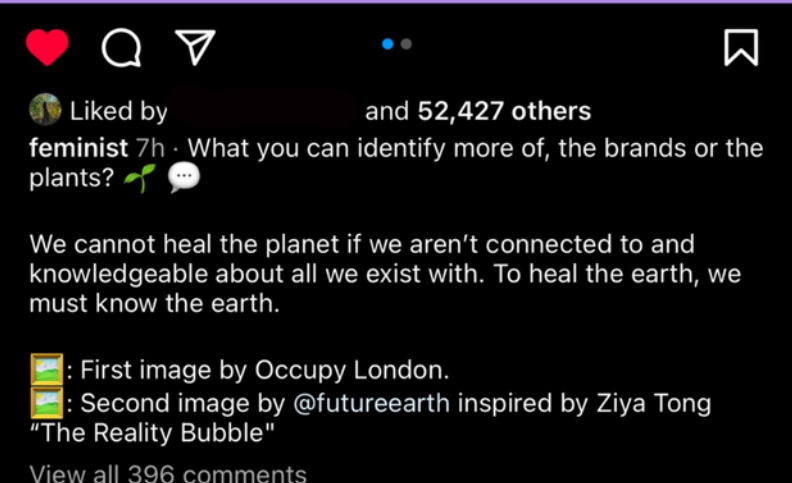 Liked by and 52,427 others
feminist 7h · What you can identify more of, the brands or the
plants? 🌱 💬
We cannot heal the planet if we aren’t connected to and
knowledgeable about all we exist with. To heal the earth, we
must know the earth.
🖼️: First image by Occupy London.
🖼️: Second image by @futureearth inspired by Ziya Tong
“The Reality Bubble"
View all 396 comments